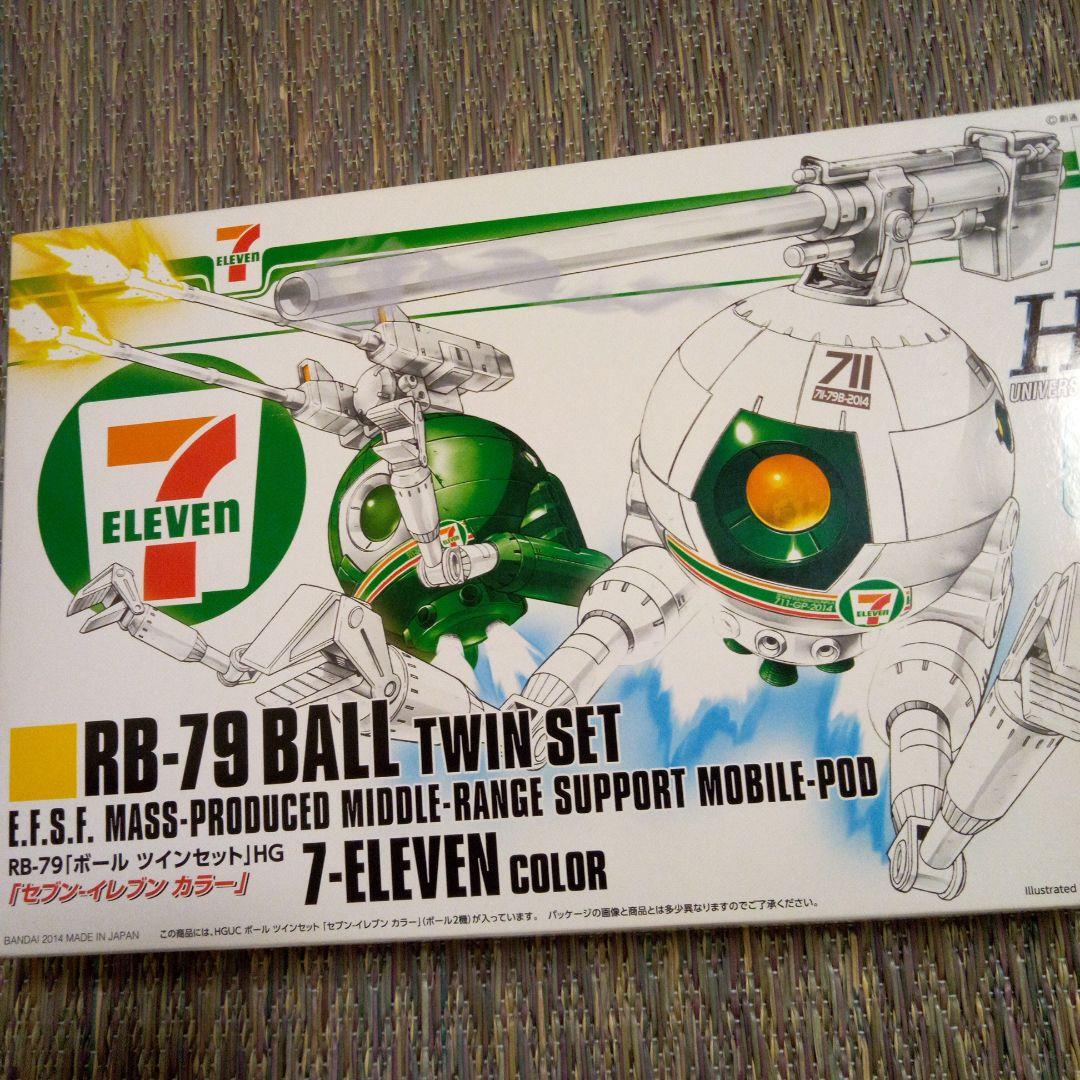 ©創通
7
ELEVEN
H
UNIVERS
711
711-79B-2014
7
ELEVEN
7
ELEVEN
711-GP-2014
7
ELEVEN
RB-79 BALL TWIN SET
E.F.S.F. MASS-PRODUCED MIDDLE-RANGE SUPPORT MOBILE-POD
RB-79「ボール ツインセット」HG
「セブン-イレブン カラー」
7-ELEVEN COLOR
Illustrated
BANDAI 2014 MADE IN JAPAN
この商品には、HGUC ボール ツインセット 「セブン-イレブン カラー」(ボール2機)が入っています。 パッケージの画像と商品とは多少異なりますのでご了承ください。